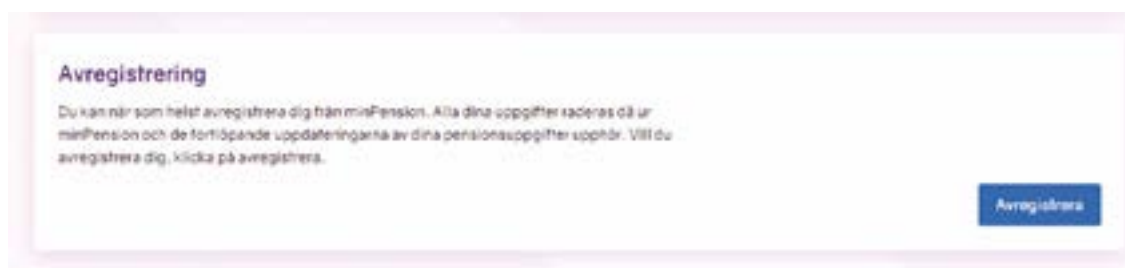 Avregistrering
Du kan när som helst avregistrera dig från minPension. Alla dina uppgifter raderas då ur
minPension och de fortlöpande uppdateringarna av dina pensionsuppgifter upphör. Vill du
avregistrera dig, klicka på avregistrera.
Avregistrera